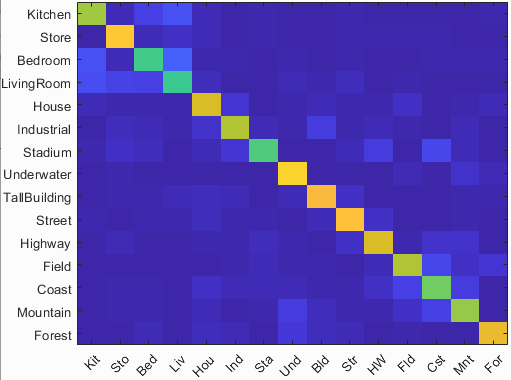 Kitchen
Store
Bedroom
LivingRoom
House
Industrial
Stadium
Underwater
TallBuilding
Street
Highway
Field
Coast
Mountain
Forest
Kit Sto Bed Liv Hou Ind Sta Und Bld Str HW Fld Cst Mnt For